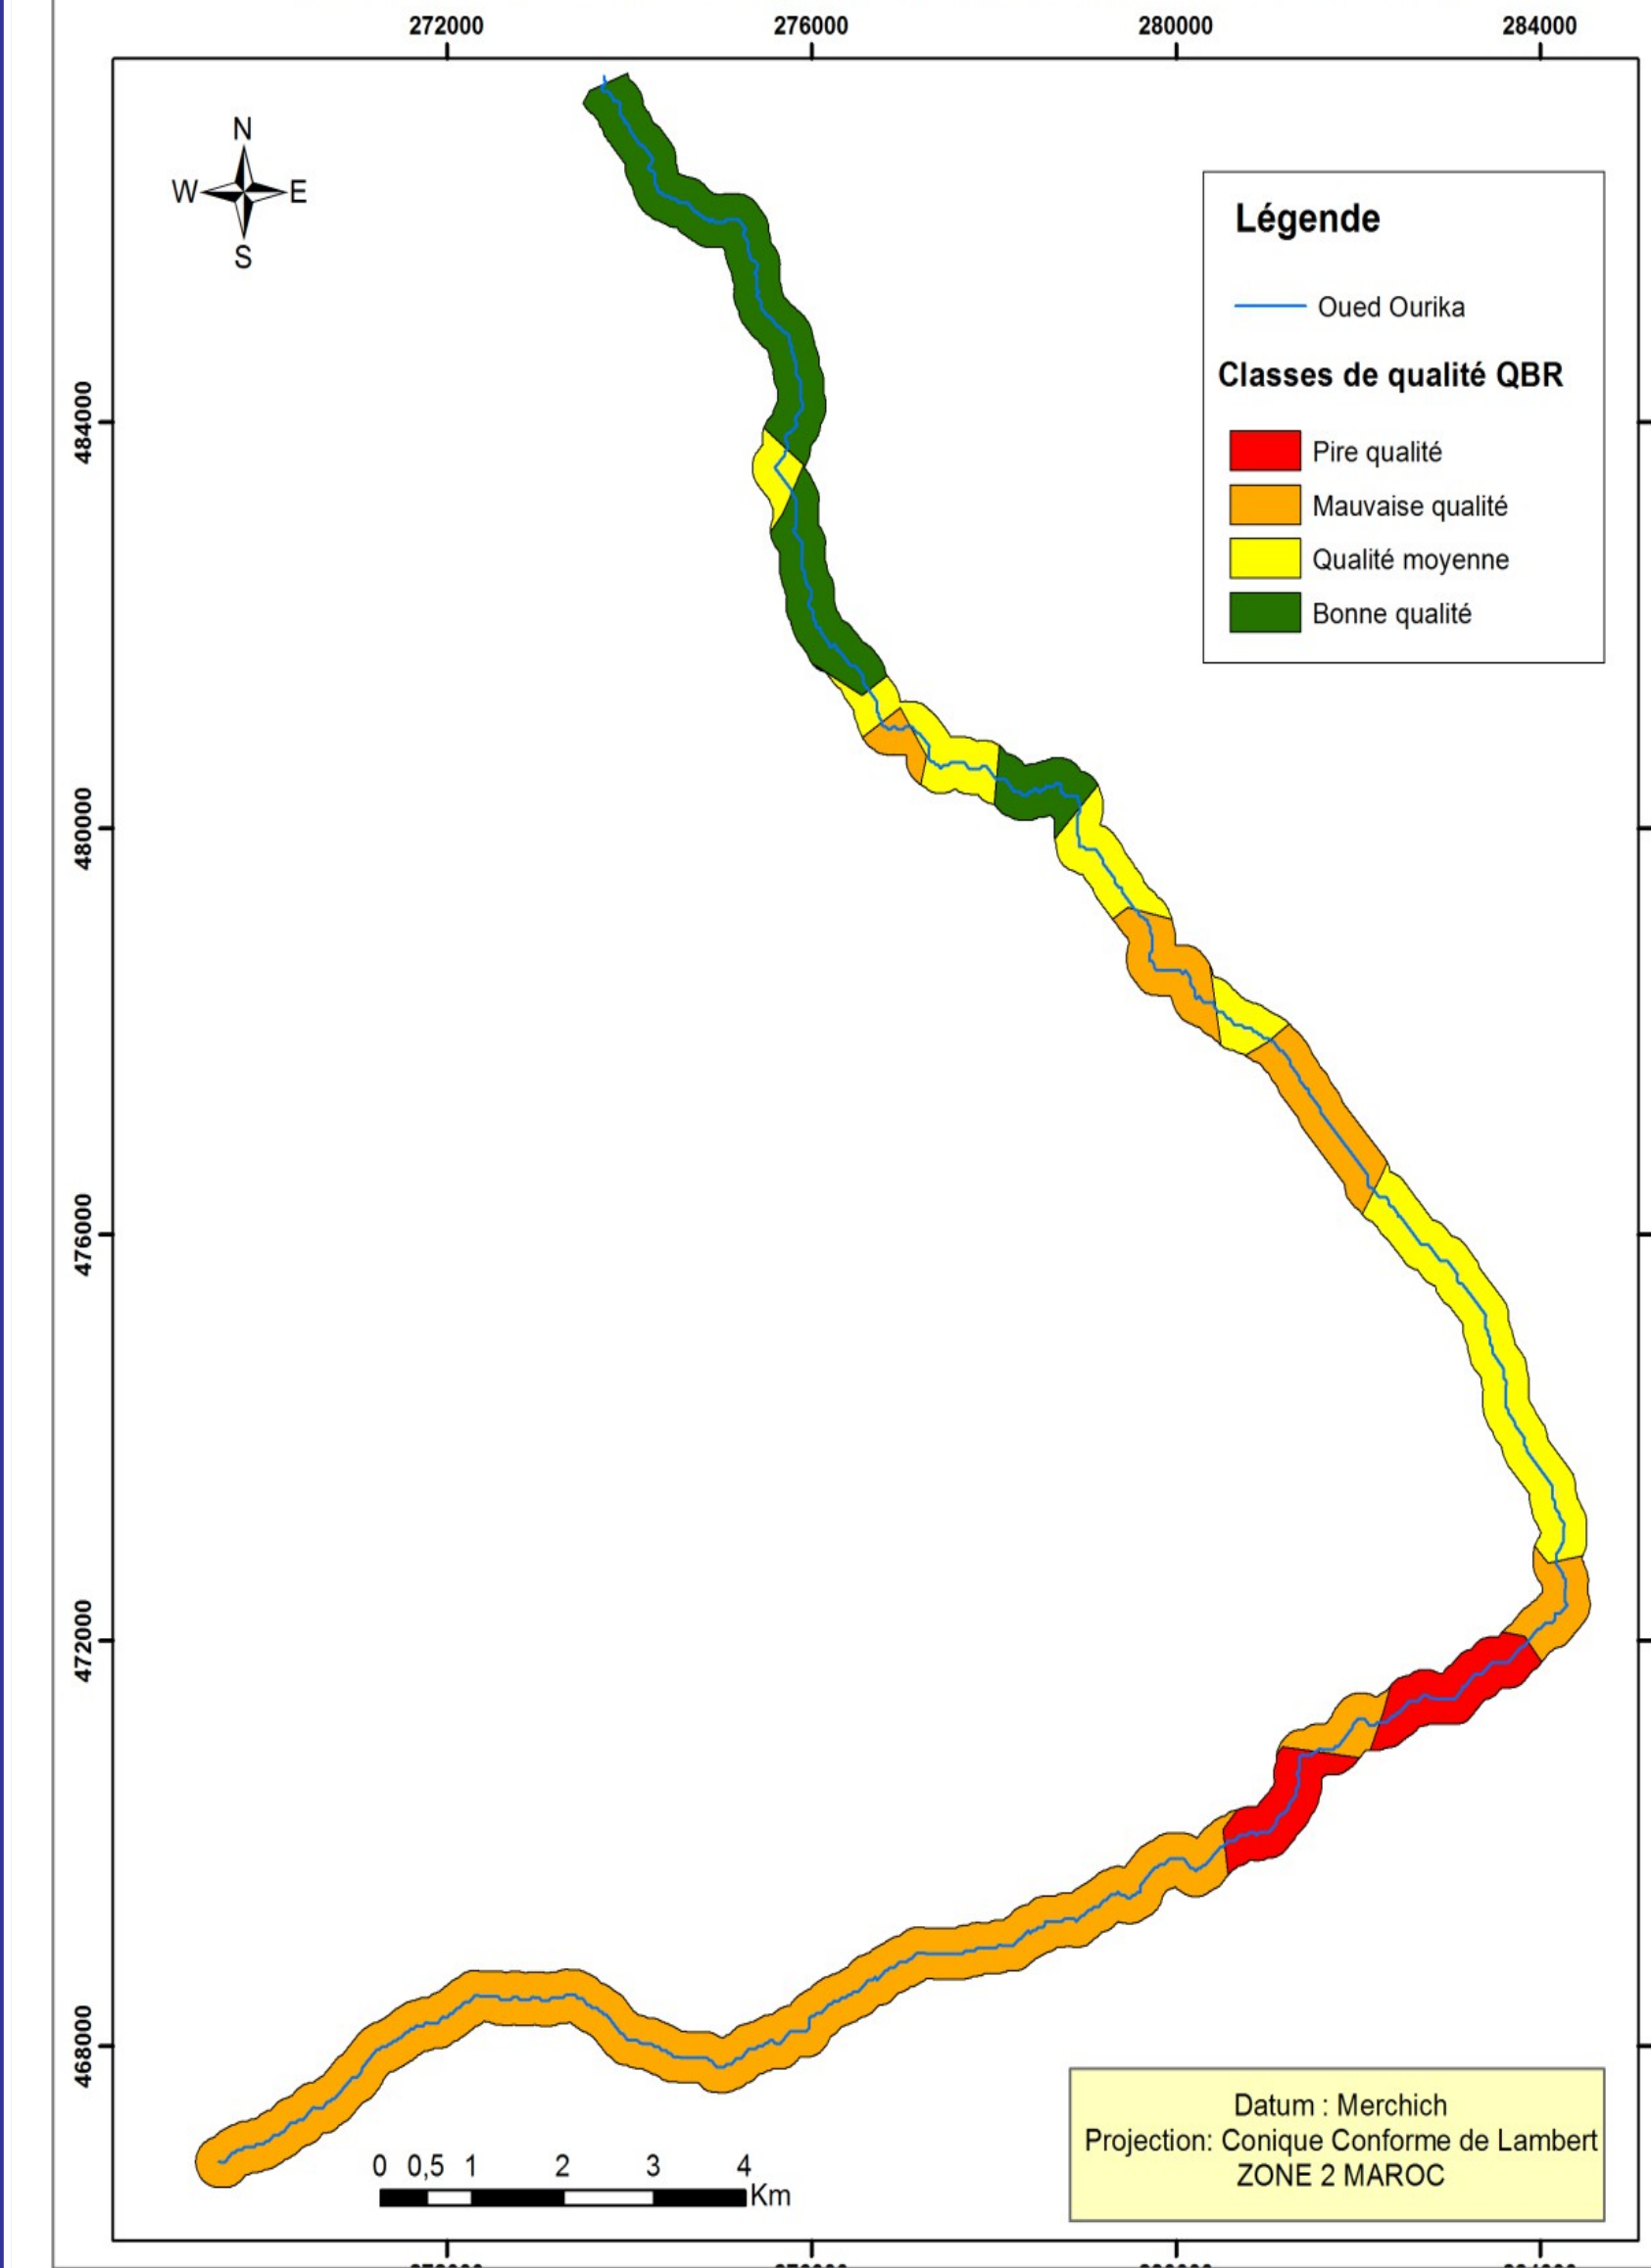 272000 276000 280000 284000
N
W E
S
Légende
Oued Ourika
Classes de qualité QBR
Pire qualité
Mauvaise qualité
Qualité moyenne
Bonne qualité
484000
480000
476000
472000
468000
Datum : Merchich
Projection: Conique Conforme de Lambert
ZONE 2 MAROC
0 0,5 1 2 3 4
Km